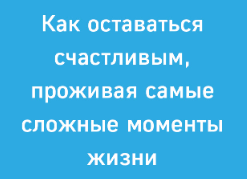 Как оставаться
счастливым,
проживая самые
сложные моменты
жизни